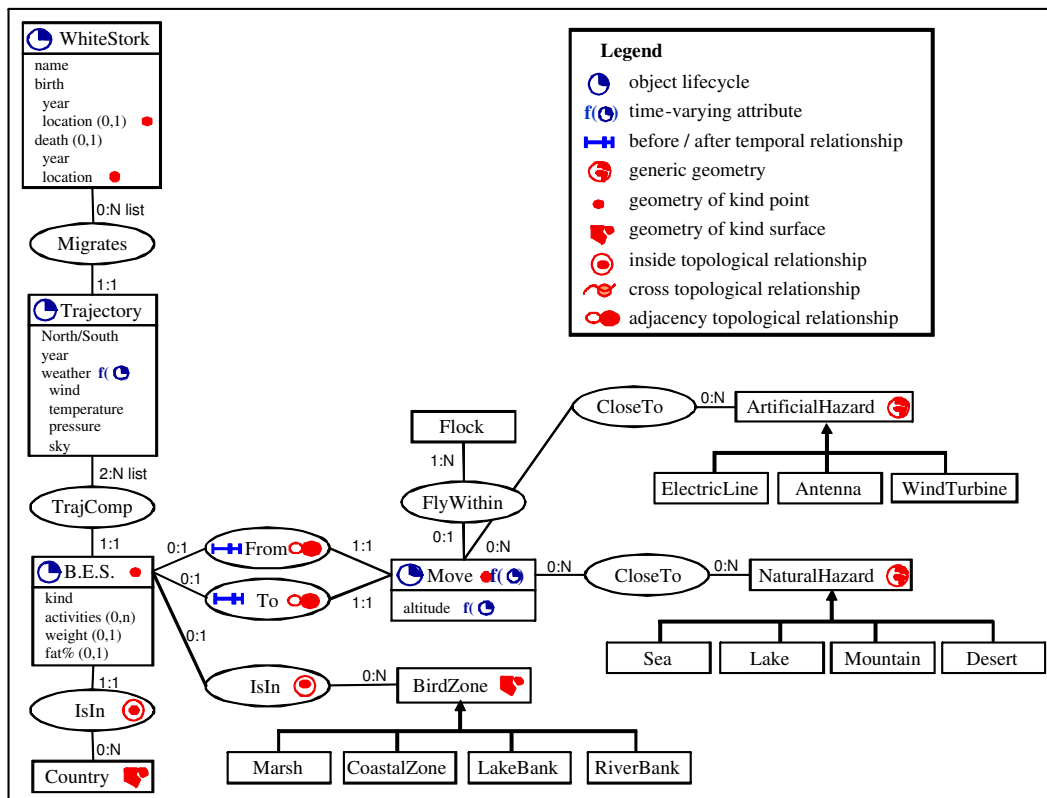 WhiteStork
name
birth
year
location (0,1)
death (0,1)
year
location
0:N list
Migrates
1:1
Trajectory
North/South
year
weather f(
wind
temperature
pressure
sky
2:N list
TrajComp
1:1
B.E.S.
kind
activities (0,n)
weight (0,1)
fat% (0,1)
1:1
IsIn
0:N
Country
Legend
object lifecycle
f( ) time-varying attribute
before / after temporal relationship
generic geometry
geometry of kind point
geometry of kind surface
inside topological relationship
cross topological relationship
adjacency topological relationship
0:1
From
1:1
0:1
To
1:1
0:1
IsIn
0:N
BirdZone
Marsh
CoastalZone
LakeBank
RiverBank
Flock
1:N
FlyWithin
0:1
0:N
Move f( )
altitude f(
CloseTo
0:N
ArtificialHazard
ElectricLine
Antenna
WindTurbine
0:N
CloseTo
0:N
NaturalHazard
Sea
Lake
Mountain
Desert